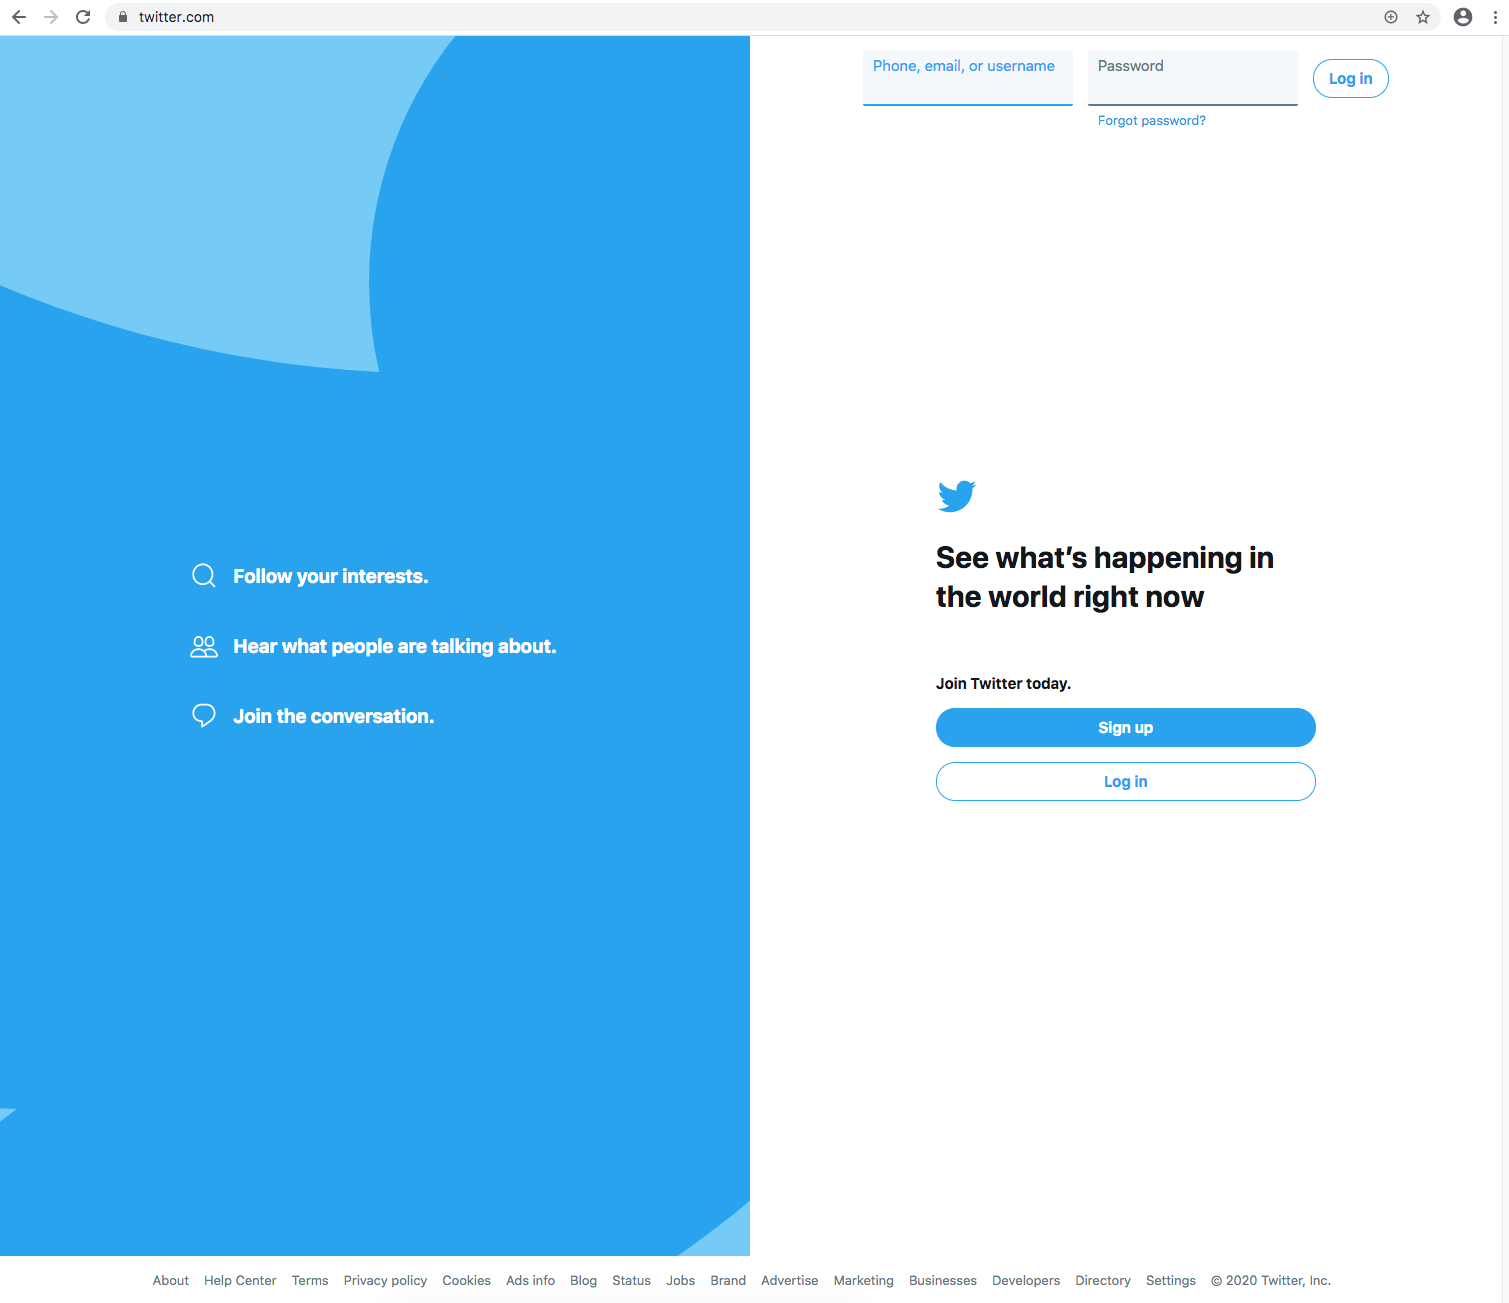 twitter.com
Phone, email, or username
Password
Log in
Forgot password?
Follow your interests.
Hear what people are talking about.
Join the conversation.
See what’s happening in
the world right now
Join Twitter today.
Sign up
Log in
About Help Center Terms Privacy policy Cookies Ads info Blog Status Jobs Brand Advertise Marketing Businesses Developers Directory Settings © 2020 Twitter, Inc.